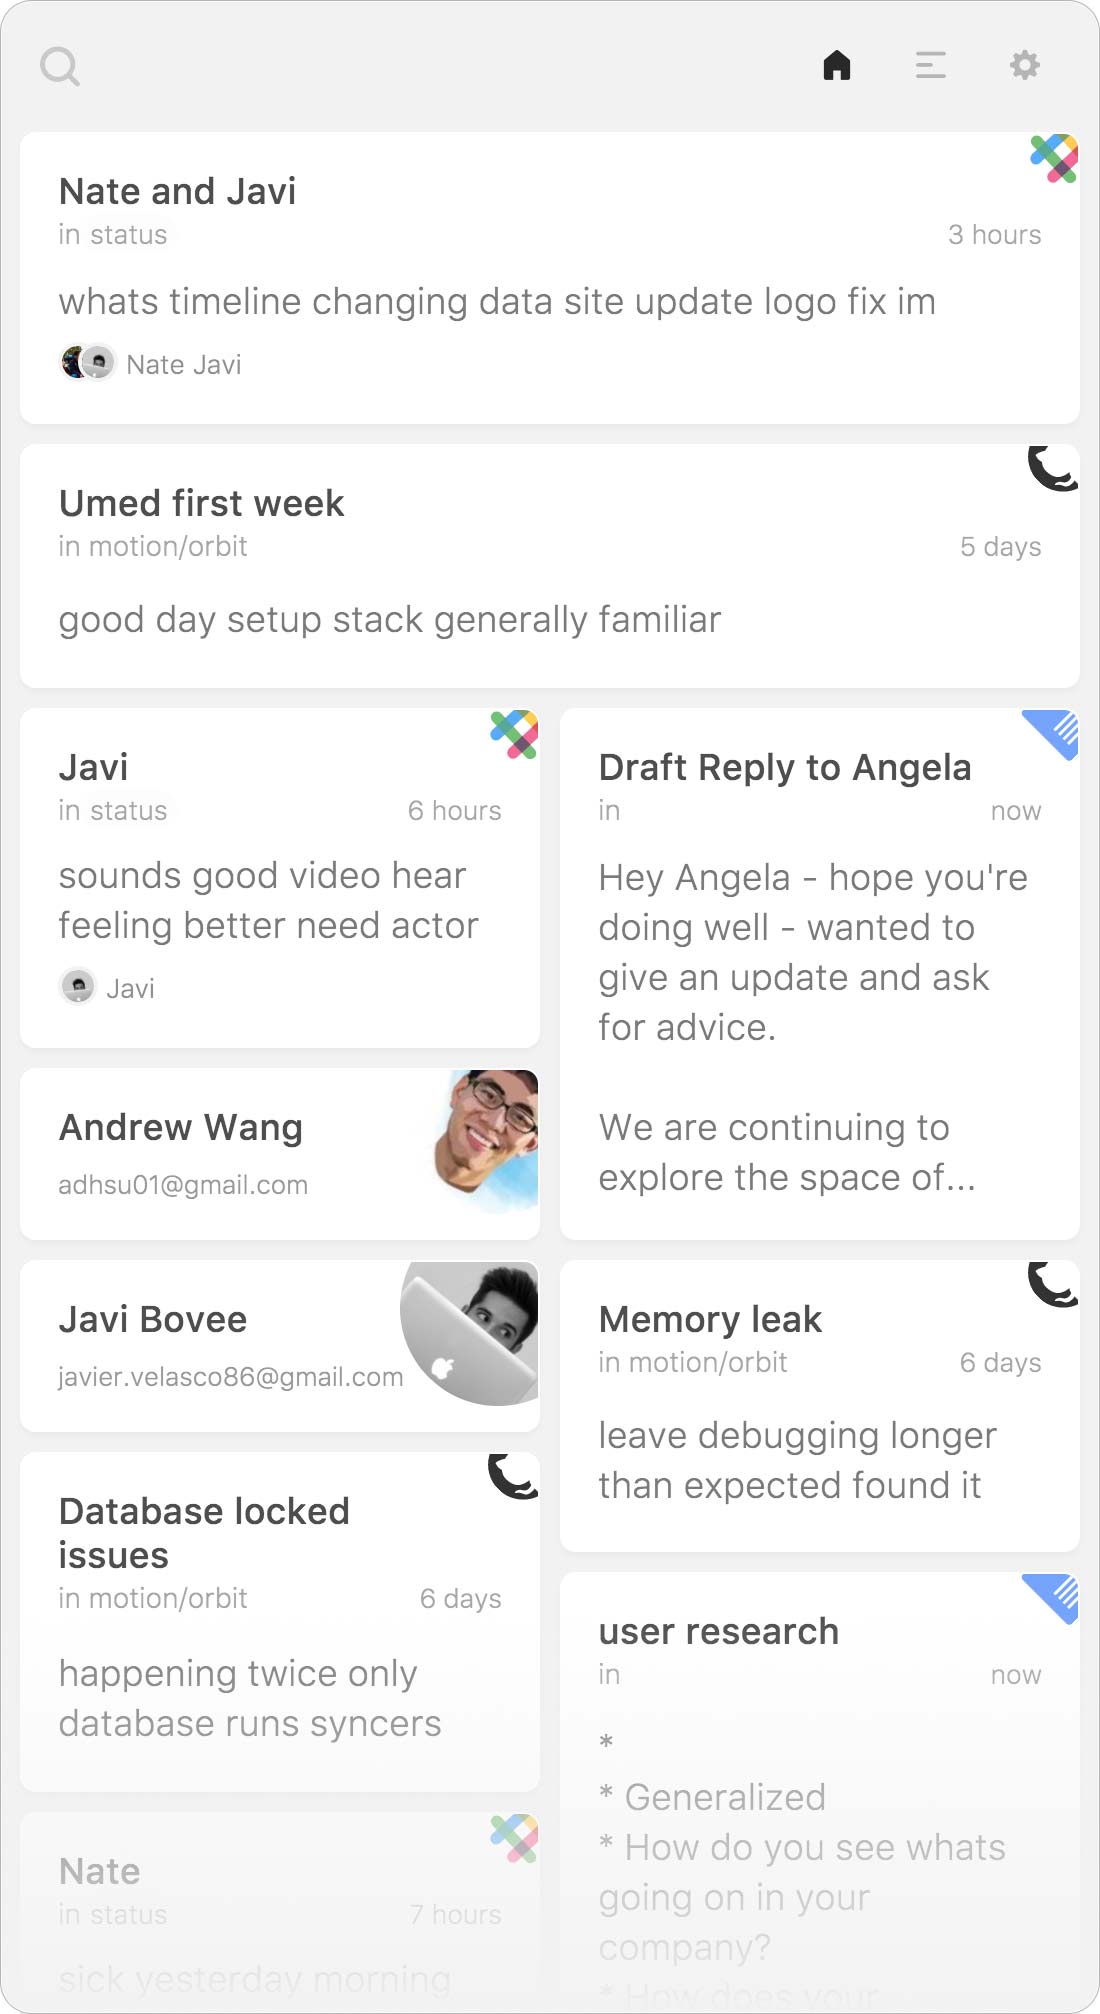 Nate and Javi
in status
3 hours
whats timeline changing data site update logo fix im
Nate Javi
Umed first week
in motion/orbit
5 days
good day setup stack generally familiar
Javi
in status
6 hours
sounds good video hear
feeling better need actor
Javi
Draft Reply to Angela
in
now
Hey Angela - hope you're
doing well - wanted to
give an update and ask
for advice.
We are continuing to
explore the space of...
Andrew Wang
adhsu01@gmail.com
Javi Bovee
javier.velasco86@gmail.com
Memory leak
in motion/orbit
6 days
leave debugging longer
than expected found it
Database locked
issues
in motion/orbit
6 days
happening twice only
database runs syncers
user research
in
now
*
* Generalized
* How do you see whats
going on in your
company?
* How does your
Nate
in status
7 hours
sick yesterday morning